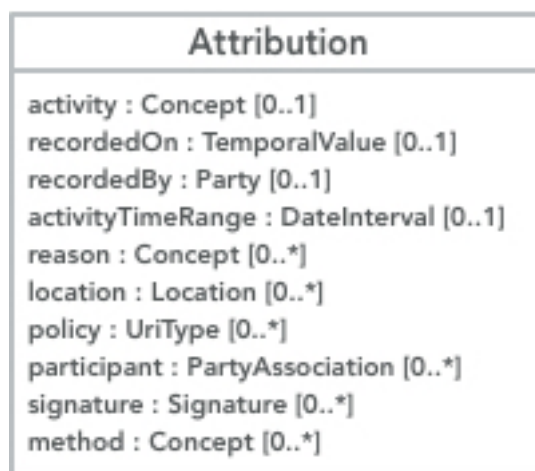 Attribution
activity : Concept [0..1]
recordedOn : TemporalValue [0..1]
recordedBy : Party [0..1]
activityTimeRange : DateInterval [0..1]
reason : Concept [0..*]
location : Location [0..*]
policy : UriType [0..*]
participant : PartyAssociation [0..*]
signature : Signature [0..*]
method : Concept [0..*]